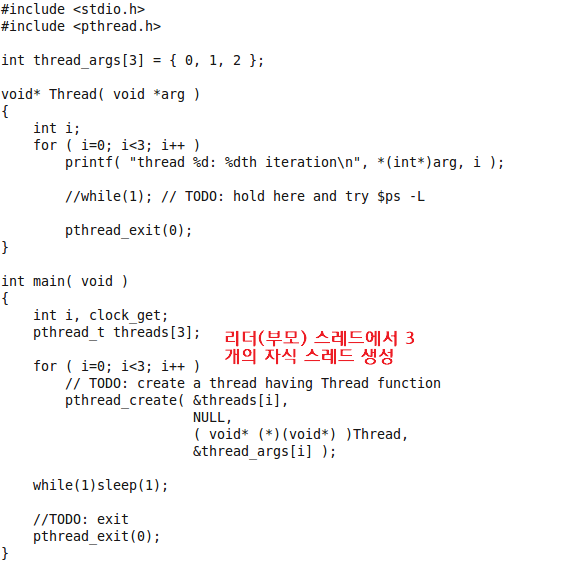 #include <stdio.h>
#include <pthread.h>

int thread_args[3] = { 0, 1, 2 };

void* Thread( void *arg )
{
    int i;
    for ( i=0; i<3; i++ )
        printf( "thread %d: %dth iteration\n", *(int*)arg, i );

        //while(1); // TODO: hold here and try $ps -L

        pthread_exit(0);
}

int main( void )
{
    int i, clock_get;
    pthread_t threads[3];
리더(부모) 스레드에서 3
개의 자식 스레드 생성

    for ( i=0; i<3; i++ )
        // TODO: create a thread having Thread function
        pthread_create( &threads[i],
                        NULL,
                        ( void* (*)(void*) )Thread,
                        &thread_args[i] );

    while(1)sleep(1);

    //TODO: exit
    pthread_exit(0);
}